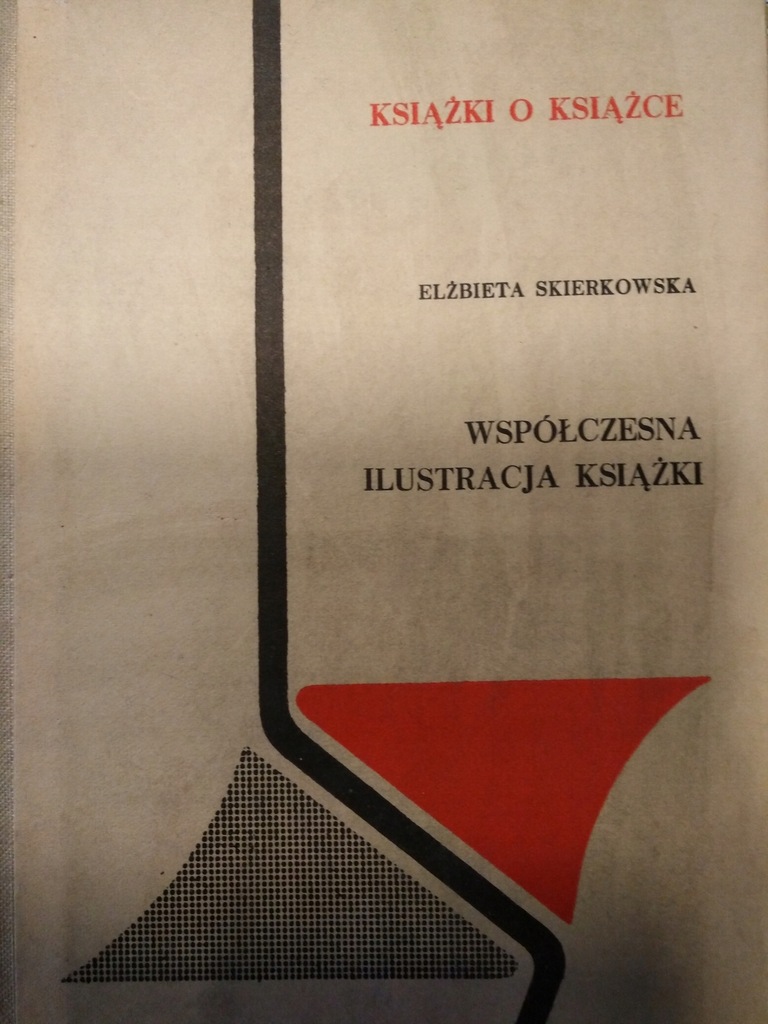 KSIĄŻKI O KSIĄŻCE
ELŻBIETA SKIERKOWSKA
WSPÓŁCZESNA
ILUSTRACJA KSIĄŻKI